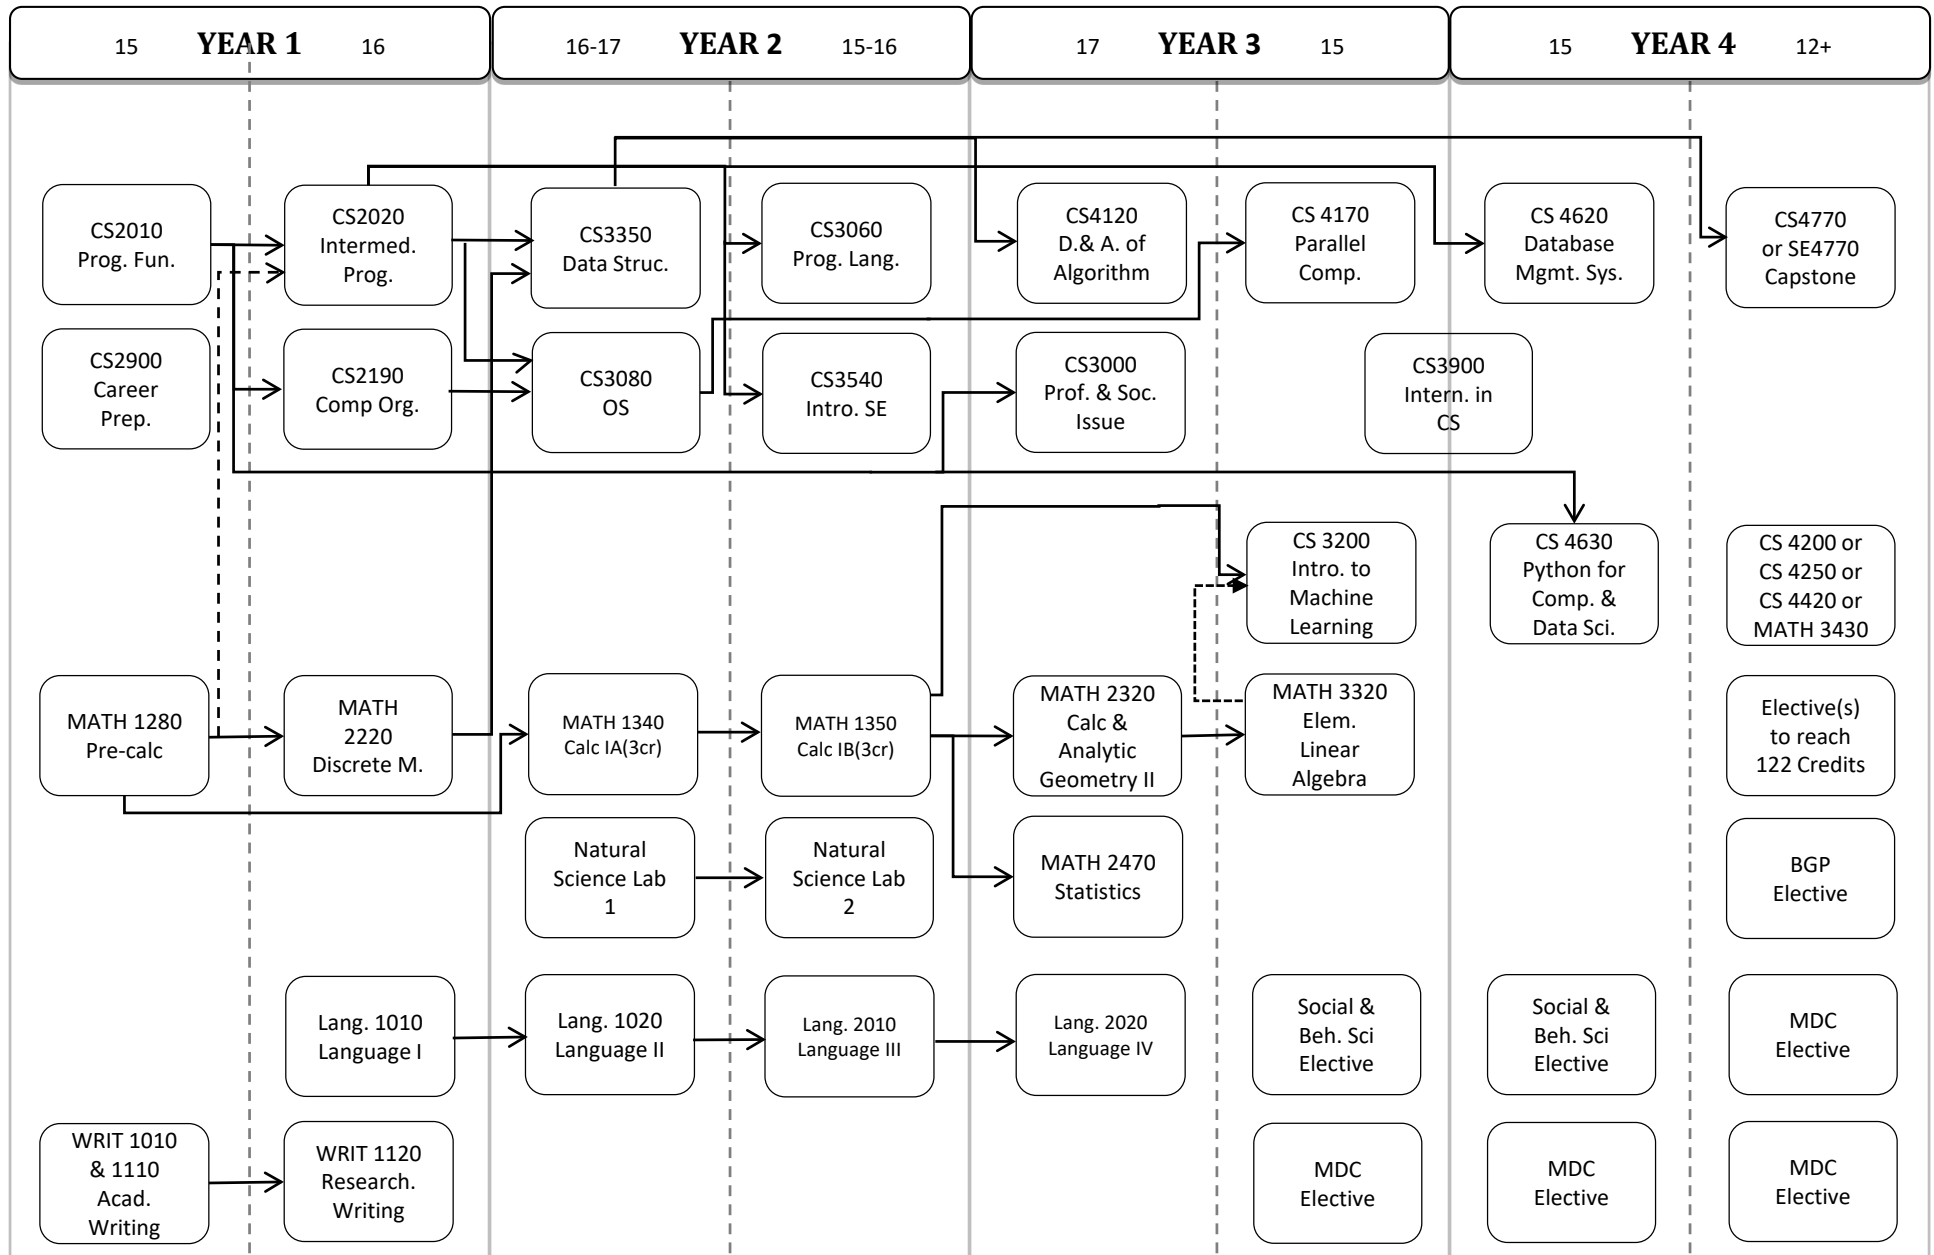 15 YEAR 1 16
16-17 YEAR 2 15-16
17 YEAR 3 15
15 YEAR 4 12+
CS2010
Prog. Fun.
CS2020
Intermed.
Prog.
CS3350
Data Struc.
CS3060
Prog. Lang.
CS4120
D.& A. of
Algorithm
CS 4170
Parallel
Comp.
CS 4620
Database
Mgmt. Sys.
CS4770
or SE4770
Capstone
CS2900
Career
Prep.
CS2190
Comp Org.
CS3080
OS
CS3540
Intro. SE
CS3000
Prof. & Soc.
Issue
CS3900
Intern. in
CS
CS 3200
Intro. to
Machine
Learning
CS 4630
Python for
Comp. &
Data Sci.
CS 4200 or
CS 4250 or
CS 4420 or
MATH 3430
MATH 1280
Pre-calc
MATH
2220
Discrete M.
MATH 1340
Calc IA(3cr)
MATH 1350
Calc IB(3cr)
MATH 2320
Calc &
Analytic
Geometry II
MATH 3320
Elem.
Linear
Algebra
Elective(s)
to reach
122 Credits
Natural
Science Lab
1
Natural
Science Lab
2
MATH 2470
Statistics
BGP
Elective
Lang. 1010
Language I
Lang. 1020
Language II
Lang. 2010
Language III
Lang. 2020
Language IV
Social &
Beh. Sci
Elective
Social &
Beh. Sci
Elective
MDC
Elective
WRIT 1010
& 1110
Acad.
Writing
WRIT 1120
Research.
Writing
MDC
Elective
MDC
Elective
MDC
Elective